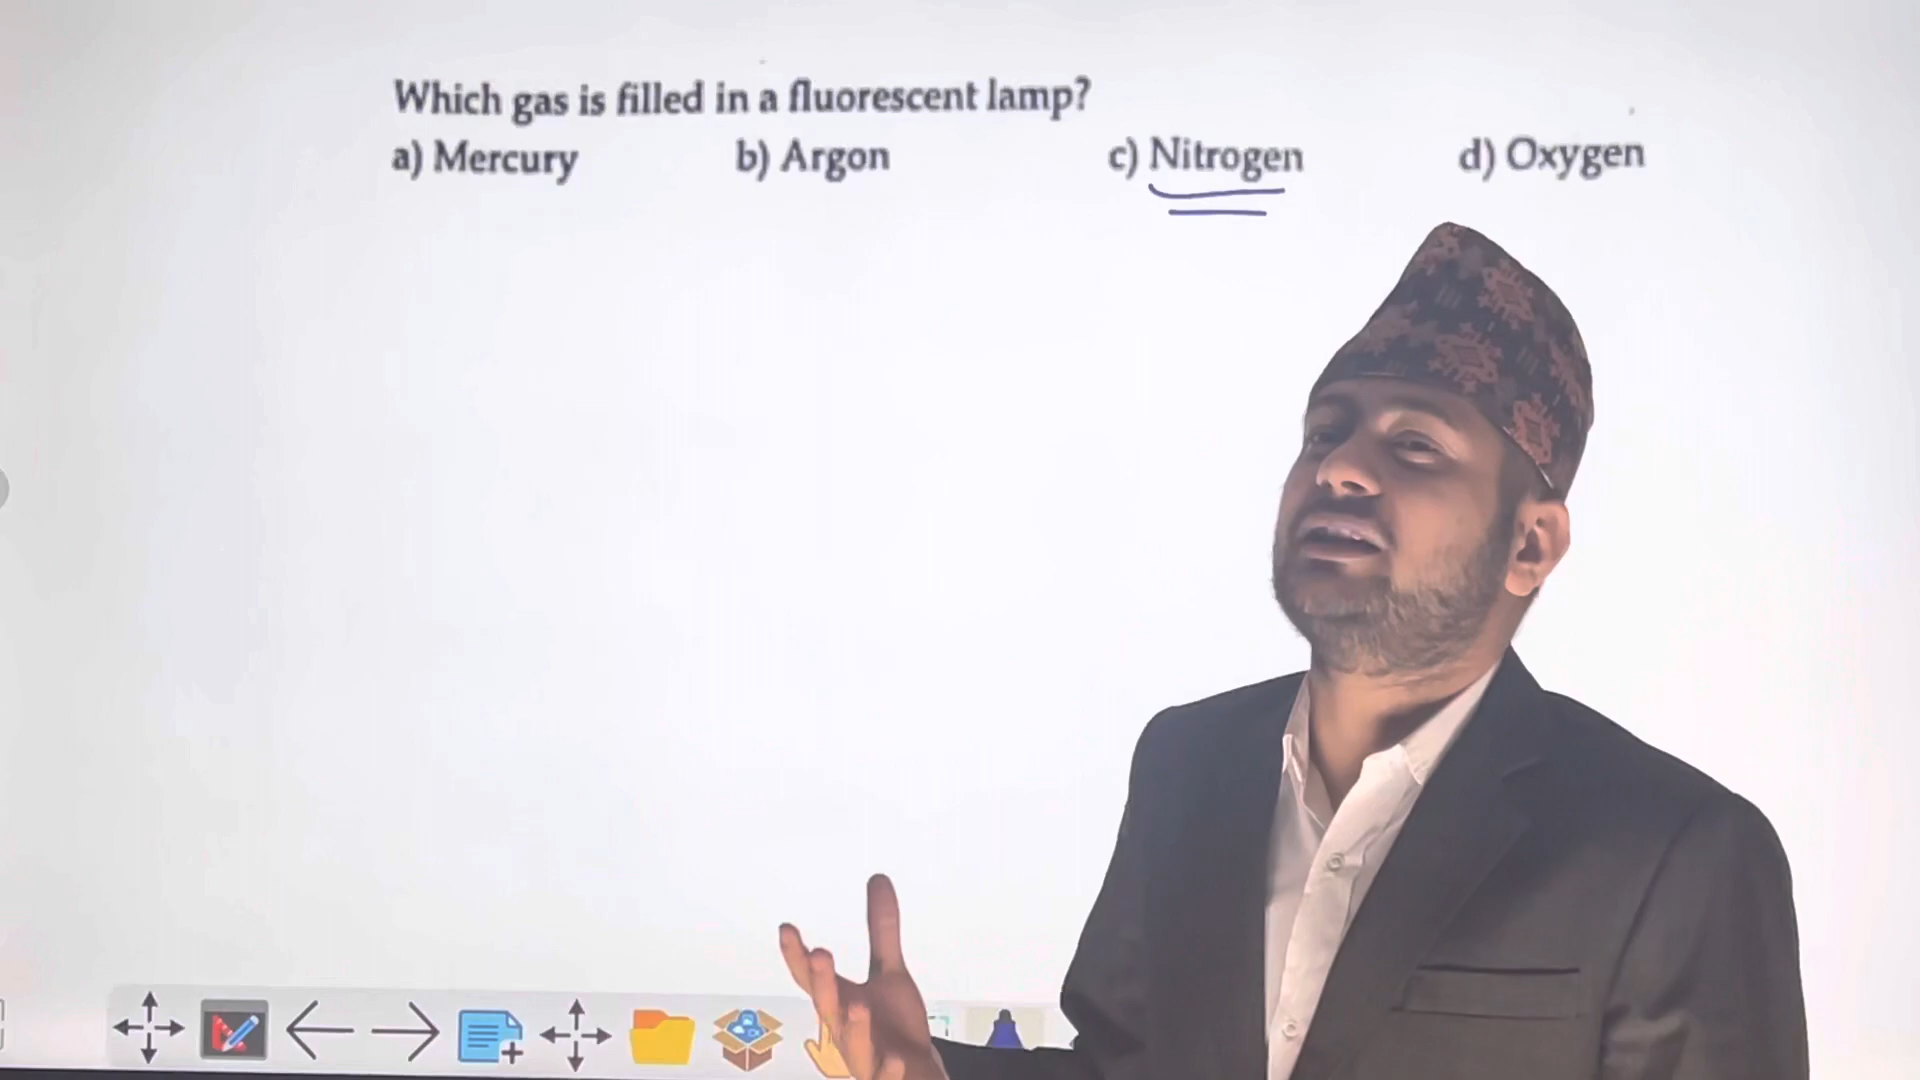 Which gas is filled in a fluorescent lamp?
a) Mercury b) Argon c) Nitrogen d) Oxygen